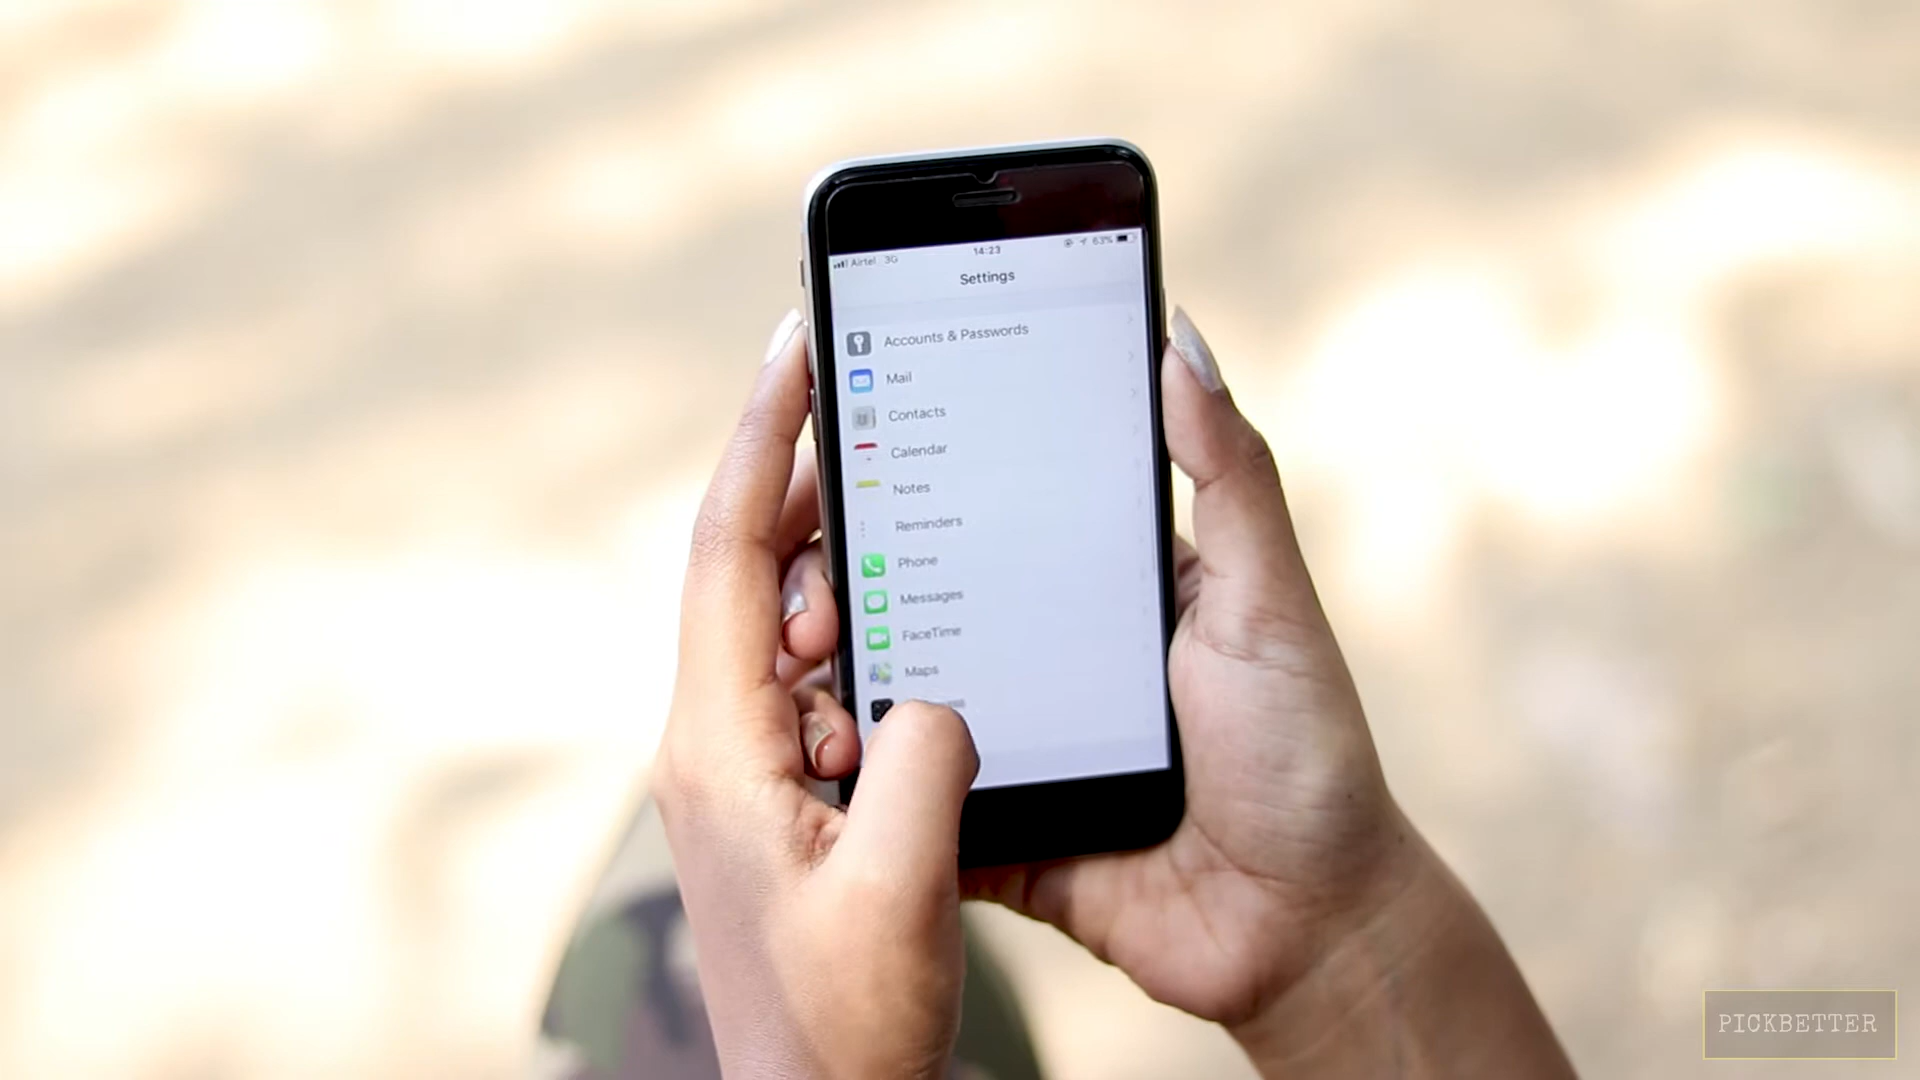 Airtel 3G 14:23 63%
Settings
Accounts & Passwords
Mail
Contacts
Calendar
Notes
Reminders
Phone
Messages
FaceTime
Maps
PICKBETTER